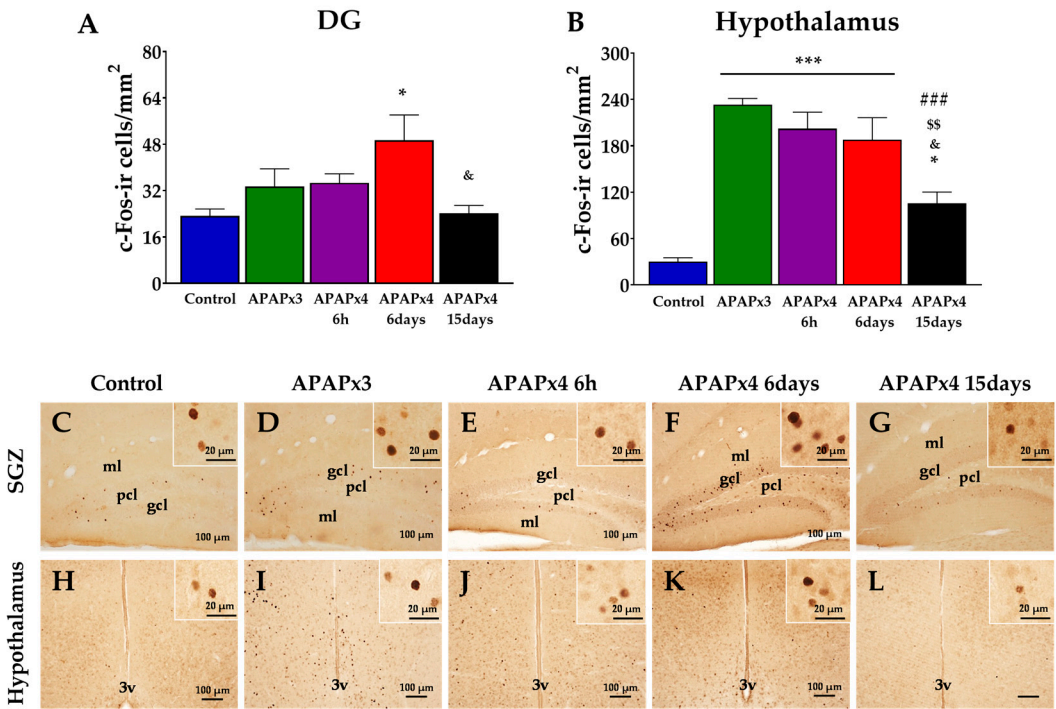 A
DG
c-Fos-ir cells/mm²
80
64
48
32
16
0
*
&
Control
APAPx3
APAPx4
6h
APAPx4
6days
APAPx4
15days
B
Hypothalamus
c-Fos-ir cells/mm²
300
240
180
120
60
0
***
###
$$
&
*
Control
APAPx3
APAPx4
6h
APAPx4
6days
APAPx4
15days
Control
APAPx3
APAPx4 6h
APAPx4 6days
APAPx4 15days
SGZ
C
20 µm
ml
pcl
gcl
100 µm
D
20 µm
gcl
pcl
ml
100 µm
E
20 µm
gcl
pcl
ml
100 µm
F
20 µm
ml
gcl
pcl
100 µm
G
20 µm
ml
gcl
pcl
100 µm
Hypothalamus
H
20 µm
3v
100 µm
I
20 µm
3v
100 µm
J
20 µm
3v
100 µm
K
20 µm
3v
100 µm
L
20 µm
3v